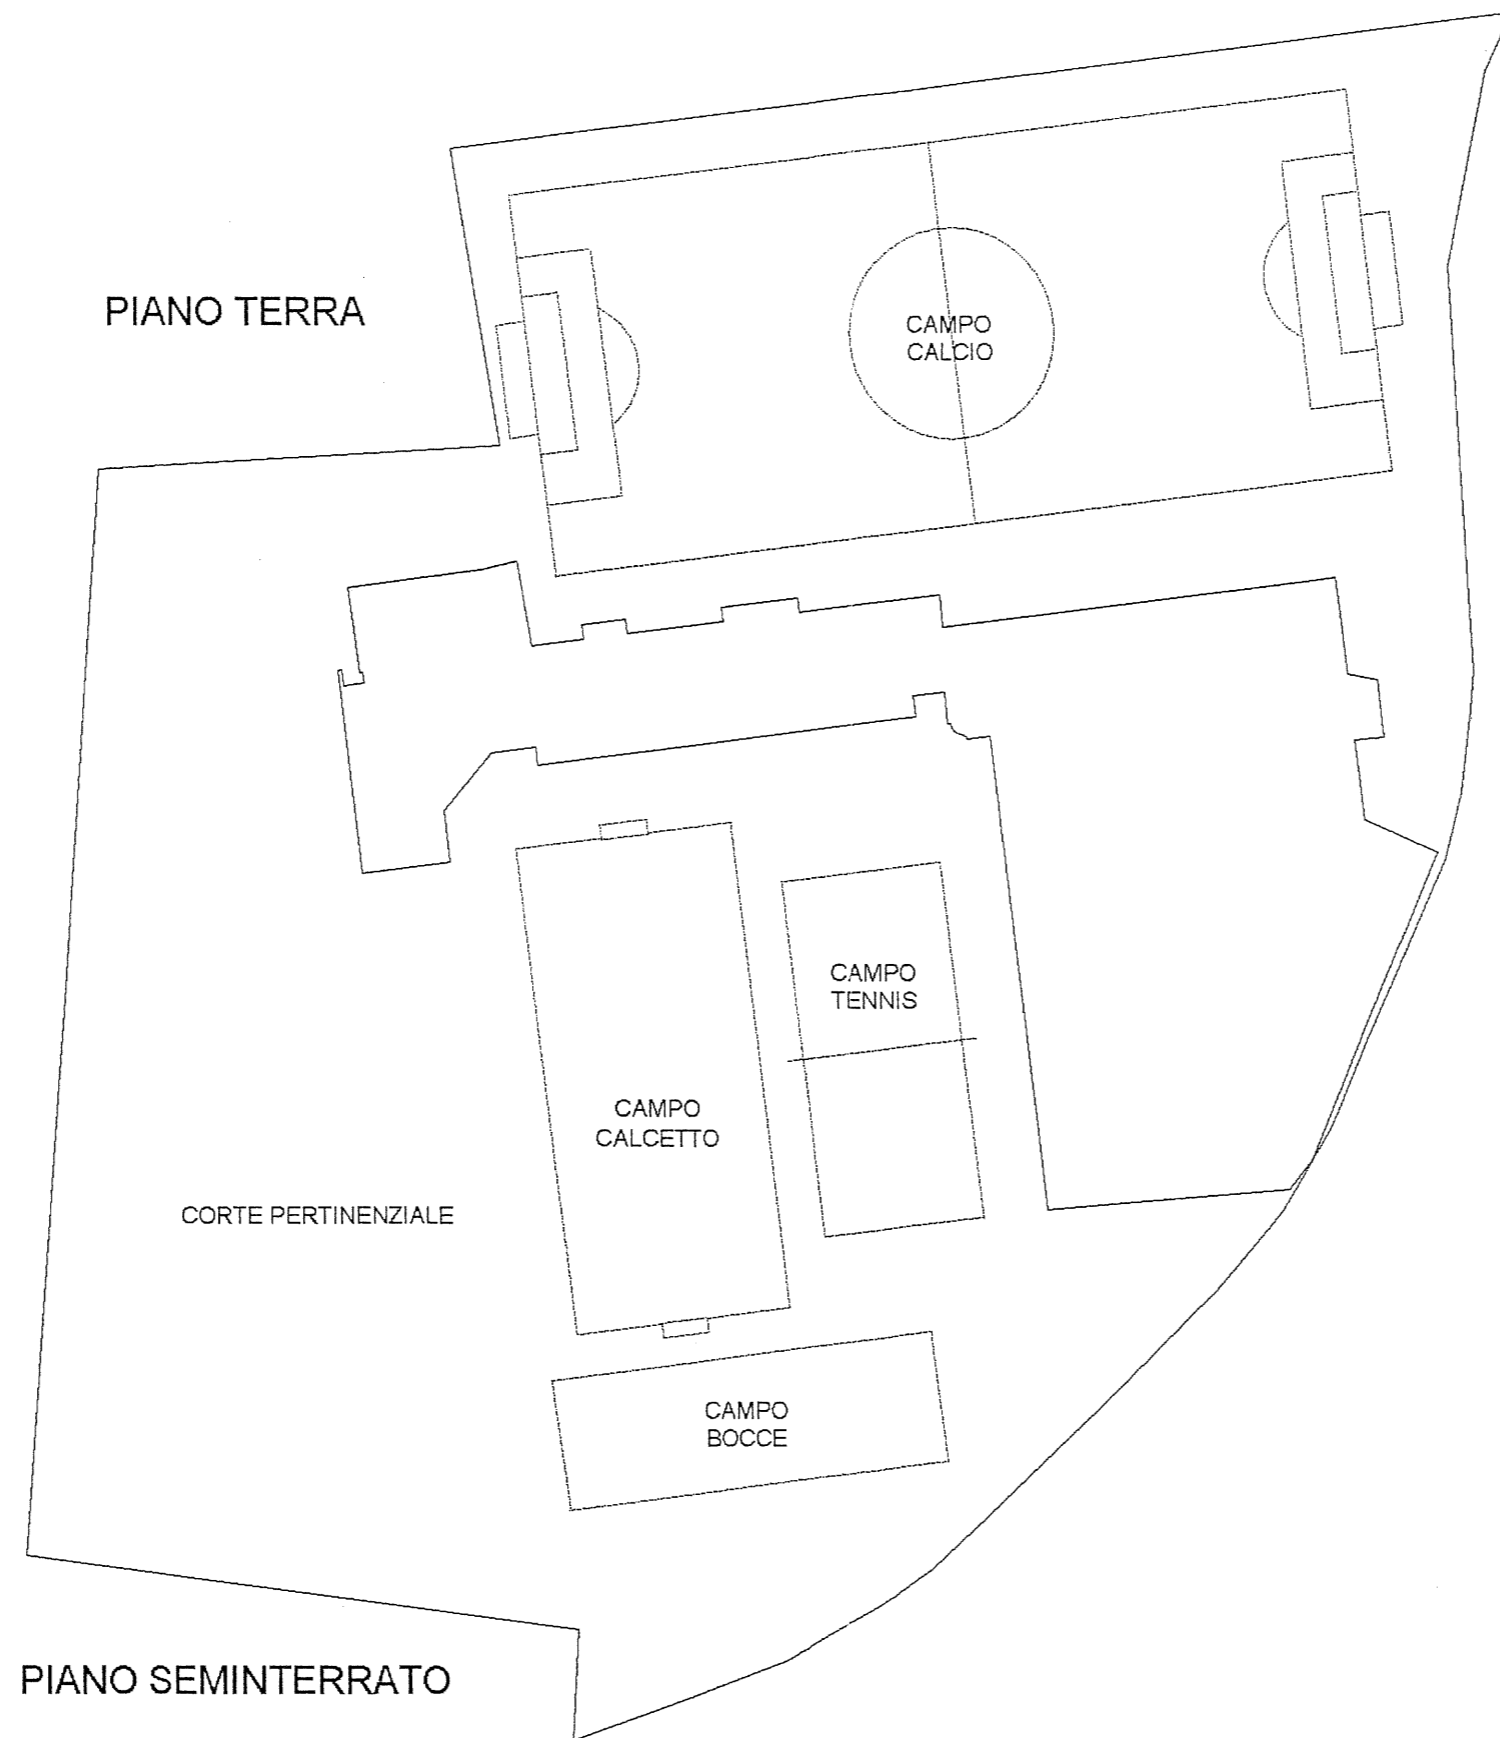 PIANO TERRA
CAMPO
CALCIO
CAMPO
TENNIS
CAMPO
CALCETTO
CORTE PERTINENZIALE
CAMPO
BOCCE
PIANO SEMINTERRATO